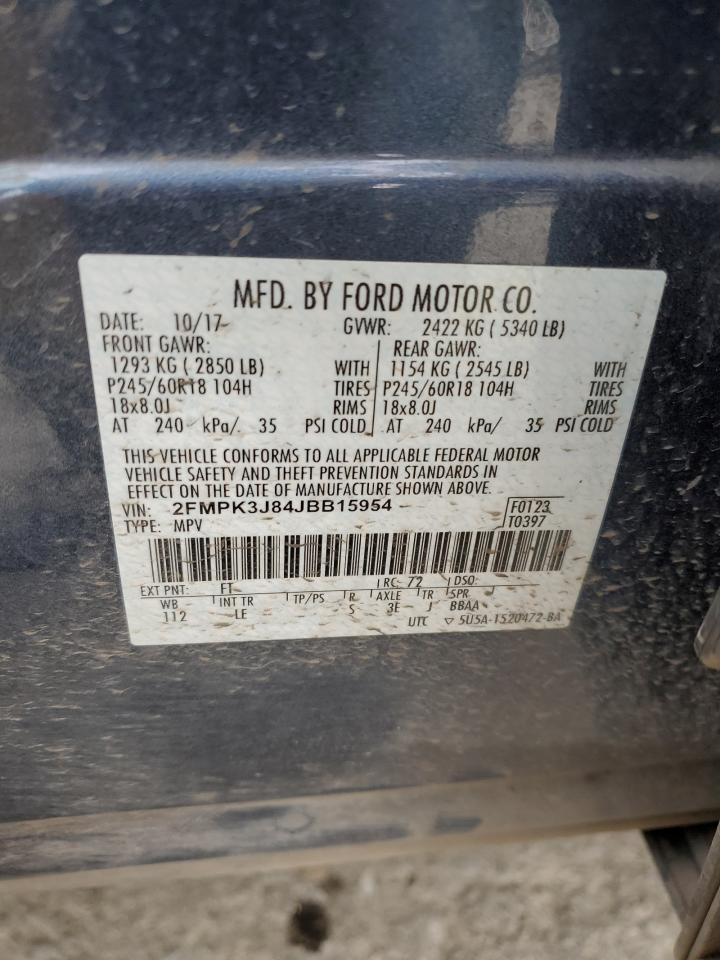 MFD. BY FORD MOTOR CO.
DATE: 10/17 GVWR: 2422 KG ( 5340 LB)
FRONT GAWR: REAR GAWR:
1293 KG ( 2850 LB) WITH 1154 KG ( 2545 LB) WITH
P245/60R18 104H TIRES P245/60R18 104H TIRES
18x8.0J RIMS 18x8.0J RIMS
AT 240 kPa/ 35 PSI COLD AT 240 kPa/ 35 PSI COLD
THIS VEHICLE CONFORMS TO ALL APPLICABLE FEDERAL MOTOR
VEHICLE SAFETY AND THEFT PREVENTION STANDARDS IN
EFFECT ON THE DATE OF MANUFACTURE SHOWN ABOVE.
VIN: 2FMPK3J84JBB15954 F0123
TYPE: MPV T0397
EXT PNT: FT RC: 72 DSO:
WB INT TR TP/PS R AXLE TR SPR
112 LE S 3E J BBAA
UTC ▽ 5U5A-1520472-BA